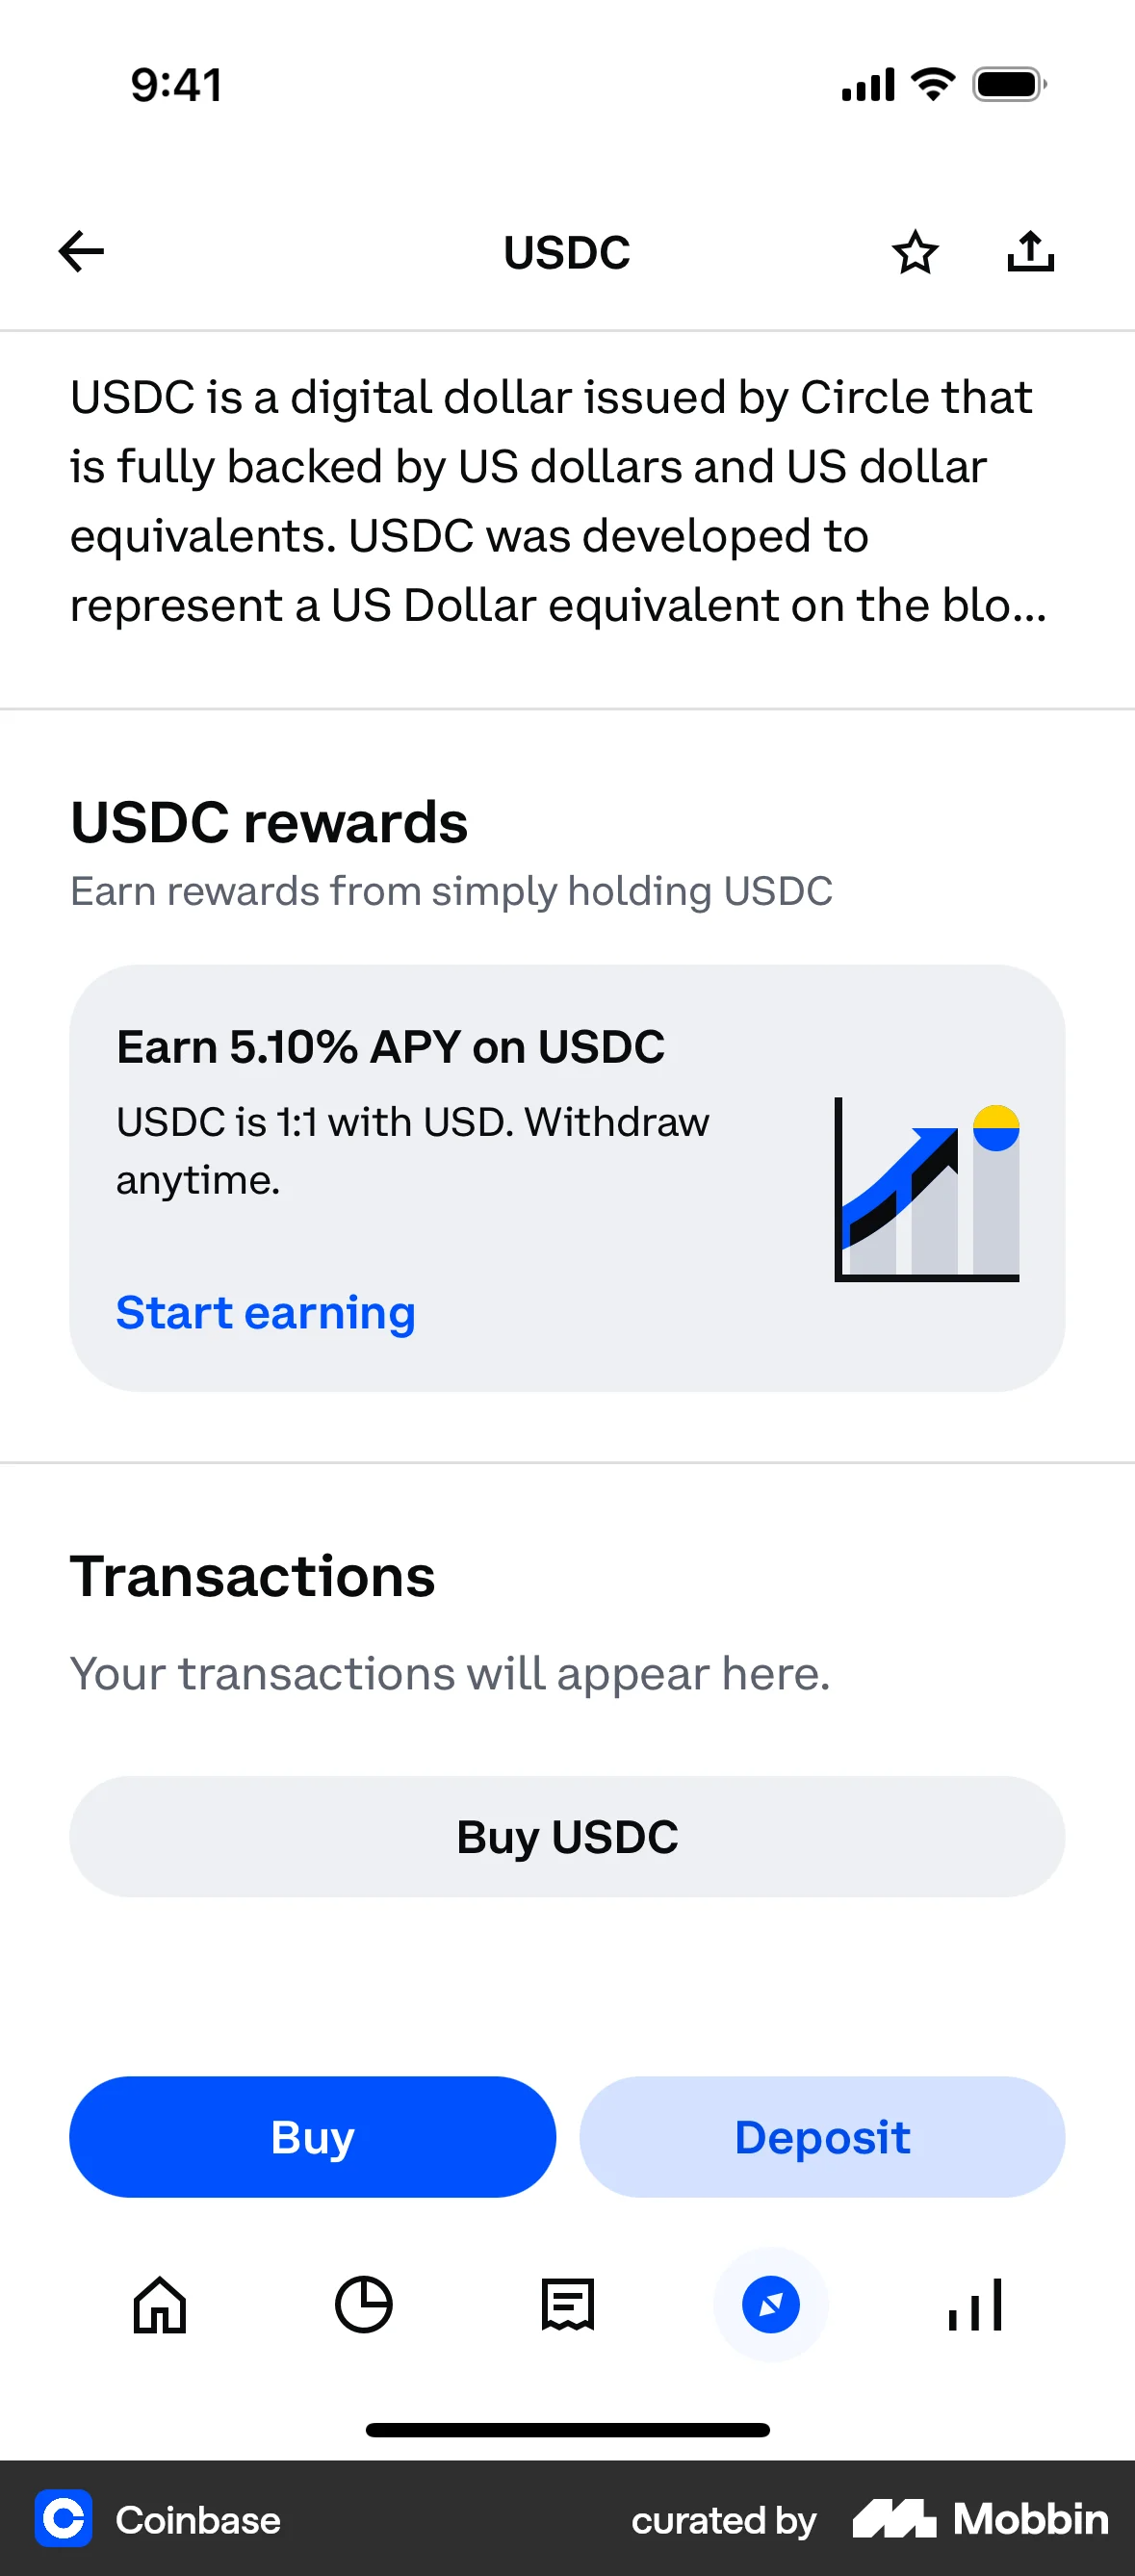 9:41
USDC
USDC is a digital dollar issued by Circle that
is fully backed by US dollars and US dollar
equivalents. USDC was developed to
represent a US Dollar equivalent on the blo...
USDC rewards
Earn rewards from simply holding USDC
Earn 5.10% APY on USDC
USDC is 1:1 with USD. Withdraw
anytime.
Start earning
Transactions
Your transactions will appear here.
Buy USDC
Buy
Deposit
Coinbase
curated by
Mobbin